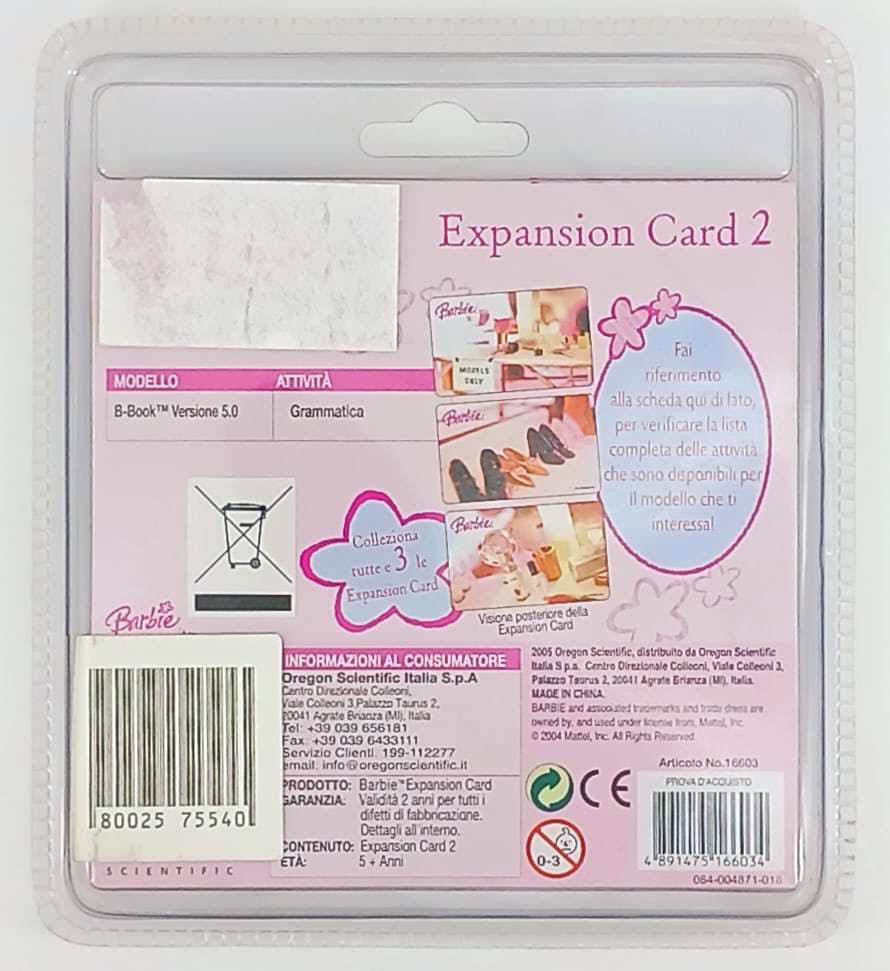 Expansion Card 2
MODELLO ATTIVITÀ
B-Book™ Versione 5.0 Grammatica
Barbie
MODELS
ONLY
Barbie
Barbie
Fai
riferimento
alla scheda qui di lato,
per verificare la lista
completa delle attività
che sono disponibili per
il modello che ti
interessa!
Colleziona
tutte e 3 le
Expansion Card
Visione posteriore della
Expansion Card
Barbie
80025 75540
SCIENTIFIC
INFORMAZIONI AL CONSUMATORE
Oregon Scientific Italia S.p.A
Centro Direzionale Colleoni,
Viale Colleoni 3,Palazzo Taurus 2,
20041 Agrate Brianza (MI), Italia
Tel: +39 039 656181
Fax: +39 039 6433111
Servizio Clienti: 199-112277
email: info@oregonscientific.it
PRODOTTO: Barbie™Expansion Card
GARANZIA: Validità 2 anni per tutti i
difetti di fabbricazione.
Dettagli all'interno.
CONTENUTO: Expansion Card 2
ETÀ: 5 + Anni
2005 Oregon Scientific, distribuito da Oregon Scientific
Italia S.p.a. Centro Direzionale Colleoni, Viale Colleoni 3,
Palazzo Taurus 2, 20041 Agrate Brianza (MI), Italia.
MADE IN CHINA.
BARBIE and associated trademarks and trade dress are
owned by, and used under license from, Mattel, Inc.
© 2004 Mattel, Inc. All Rights Reserved.
Articolo No.16603
CE
PROVA D'ACQUISTO
0-3
4 891475 166034
064-004871-018